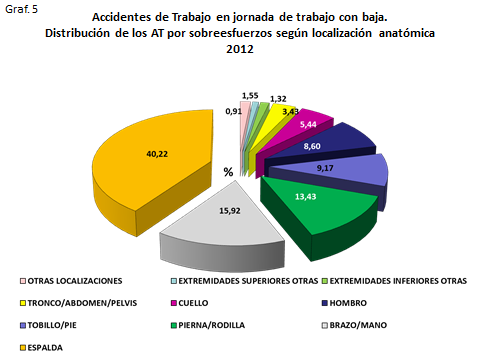 Graf. 5
Accidentes de Trabajo en jornada de trabajo con baja.
Distribución de los AT por sobreesfuerzos según localización anatómica
2012
0,91
1,55
1,32
3,43
5,44
8,60
9,17
13,43
15,92
40,22
%
OTRAS LOCALIZACIONES
EXTREMIDADES SUPERIORES OTRAS
EXTREMIDADES INFERIORES OTRAS
TRONCO/ABDOMEN/PELVIS
CUELLO
HOMBRO
TOBILLO/PIE
PIERNA/RODILLA
BRAZO/MANO
ESPALDA